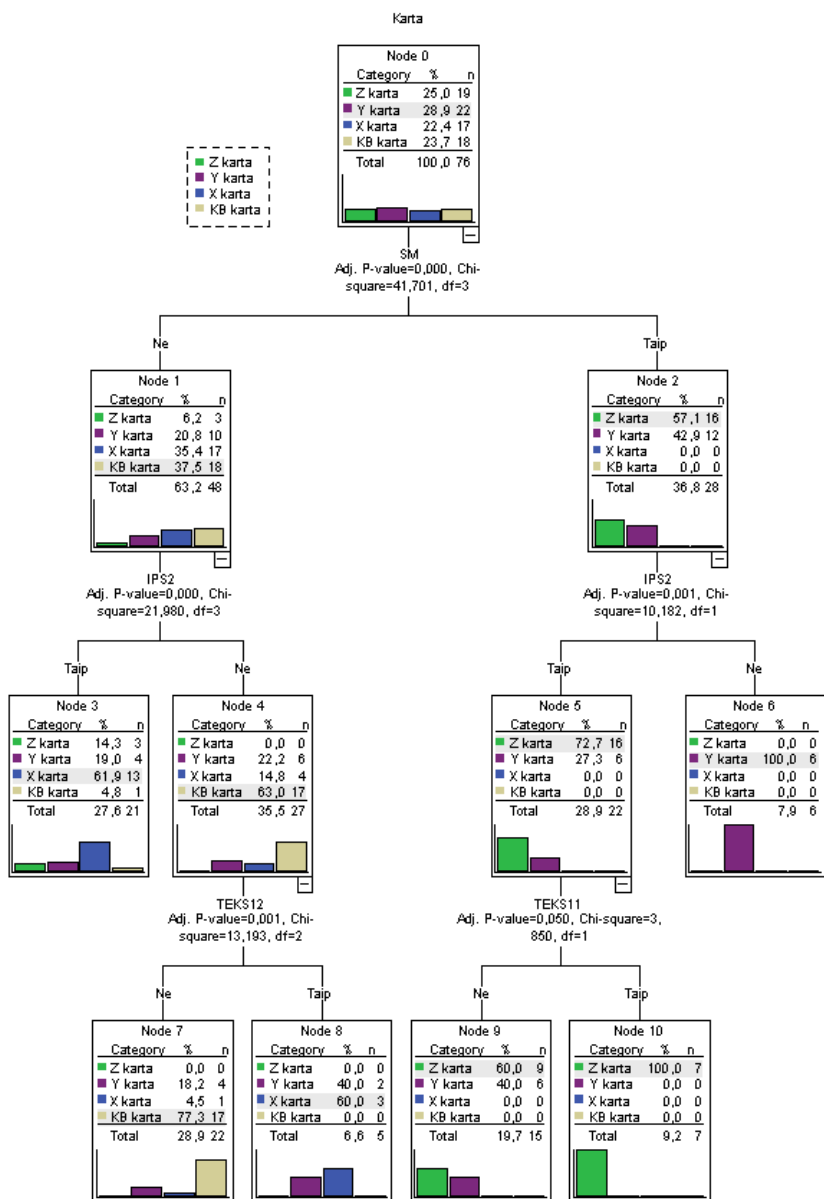 Karta
Node 0
Category % n
Z karta 25,0 19
Y karta 28,9 22
X karta 22,4 17
KB karta 23,7 18
Total 100,0 76
Z karta
Y karta
X karta
KB karta
SM
Adj. P-value=0,000, Chi-
square=41,701, df=3
Ne
Taip
Node 1
Category % n
Z karta 6,2 3
Y karta 20,8 10
X karta 35,4 17
KB karta 37,5 18
Total 63,2 48
Node 2
Category % n
Z karta 57,1 16
Y karta 42,9 12
X karta 0,0 0
KB karta 0,0 0
Total 36,8 28
IPS2
Adj. P-value=0,000, Chi-
square=21,980, df=3
IPS2
Adj. P-value=0,001, Chi-
square=10,182, df=1
Taip
Ne
Taip
Ne
Node 3
Category % n
Z karta 14,3 3
Y karta 19,0 4
X karta 61,9 13
KB karta 4,8 1
Total 27,6 21
Node 4
Category % n
Z karta 0,0 0
Y karta 22,2 6
X karta 14,8 4
KB karta 63,0 17
Total 35,5 27
Node 5
Category % n
Z karta 72,7 16
Y karta 27,3 6
X karta 0,0 0
KB karta 0,0 0
Total 28,9 22
Node 6
Category % n
Z karta 0,0 0
Y karta 100,0 6
X karta 0,0 0
KB karta 0,0 0
Total 7,9 6
TEKS12
Adj. P-value=0,001, Chi-
square=13,193, df=2
TEKS11
Adj. P-value=0,050, Chi-square=3,
850, df=1
Ne
Taip
Ne
Taip
Node 7
Category % n
Z karta 0,0 0
Y karta 18,2 4
X karta 4,5 1
KB karta 77,3 17
Total 28,9 22
Node 8
Category % n
Z karta 0,0 0
Y karta 40,0 2
X karta 60,0 3
KB karta 0,0 0
Total 6,6 5
Node 9
Category % n
Z karta 60,0 9
Y karta 40,0 6
X karta 0,0 0
KB karta 0,0 0
Total 19,7 15
Node 10
Category % n
Z karta 100,0 7
Y karta 0,0 0
X karta 0,0 0
KB karta 0,0 0
Total 9,2 7